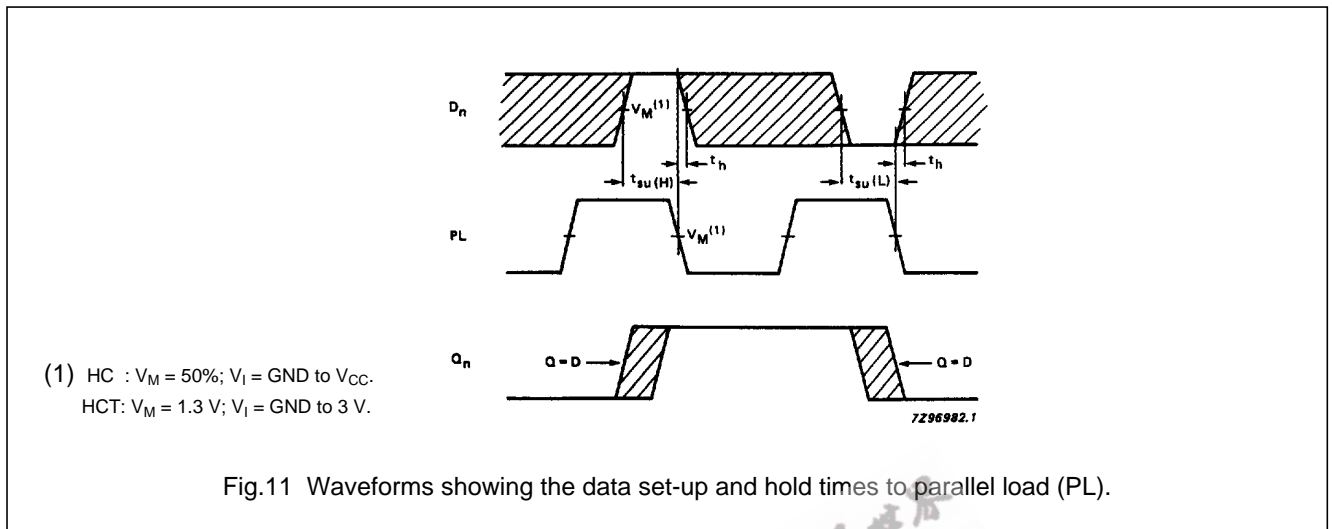 Dn
VM(1)
th
th
tsu(H)
tsu(L)
PL
VM(1)
Qn
Q=D
Q=D
7Z96982.1
(1) HC : VM = 50%; VI = GND to VCC.
HCT: VM = 1.3 V; VI = GND to 3 V.
Fig.11 Waveforms showing the data set-up and hold times to parallel load (PL).